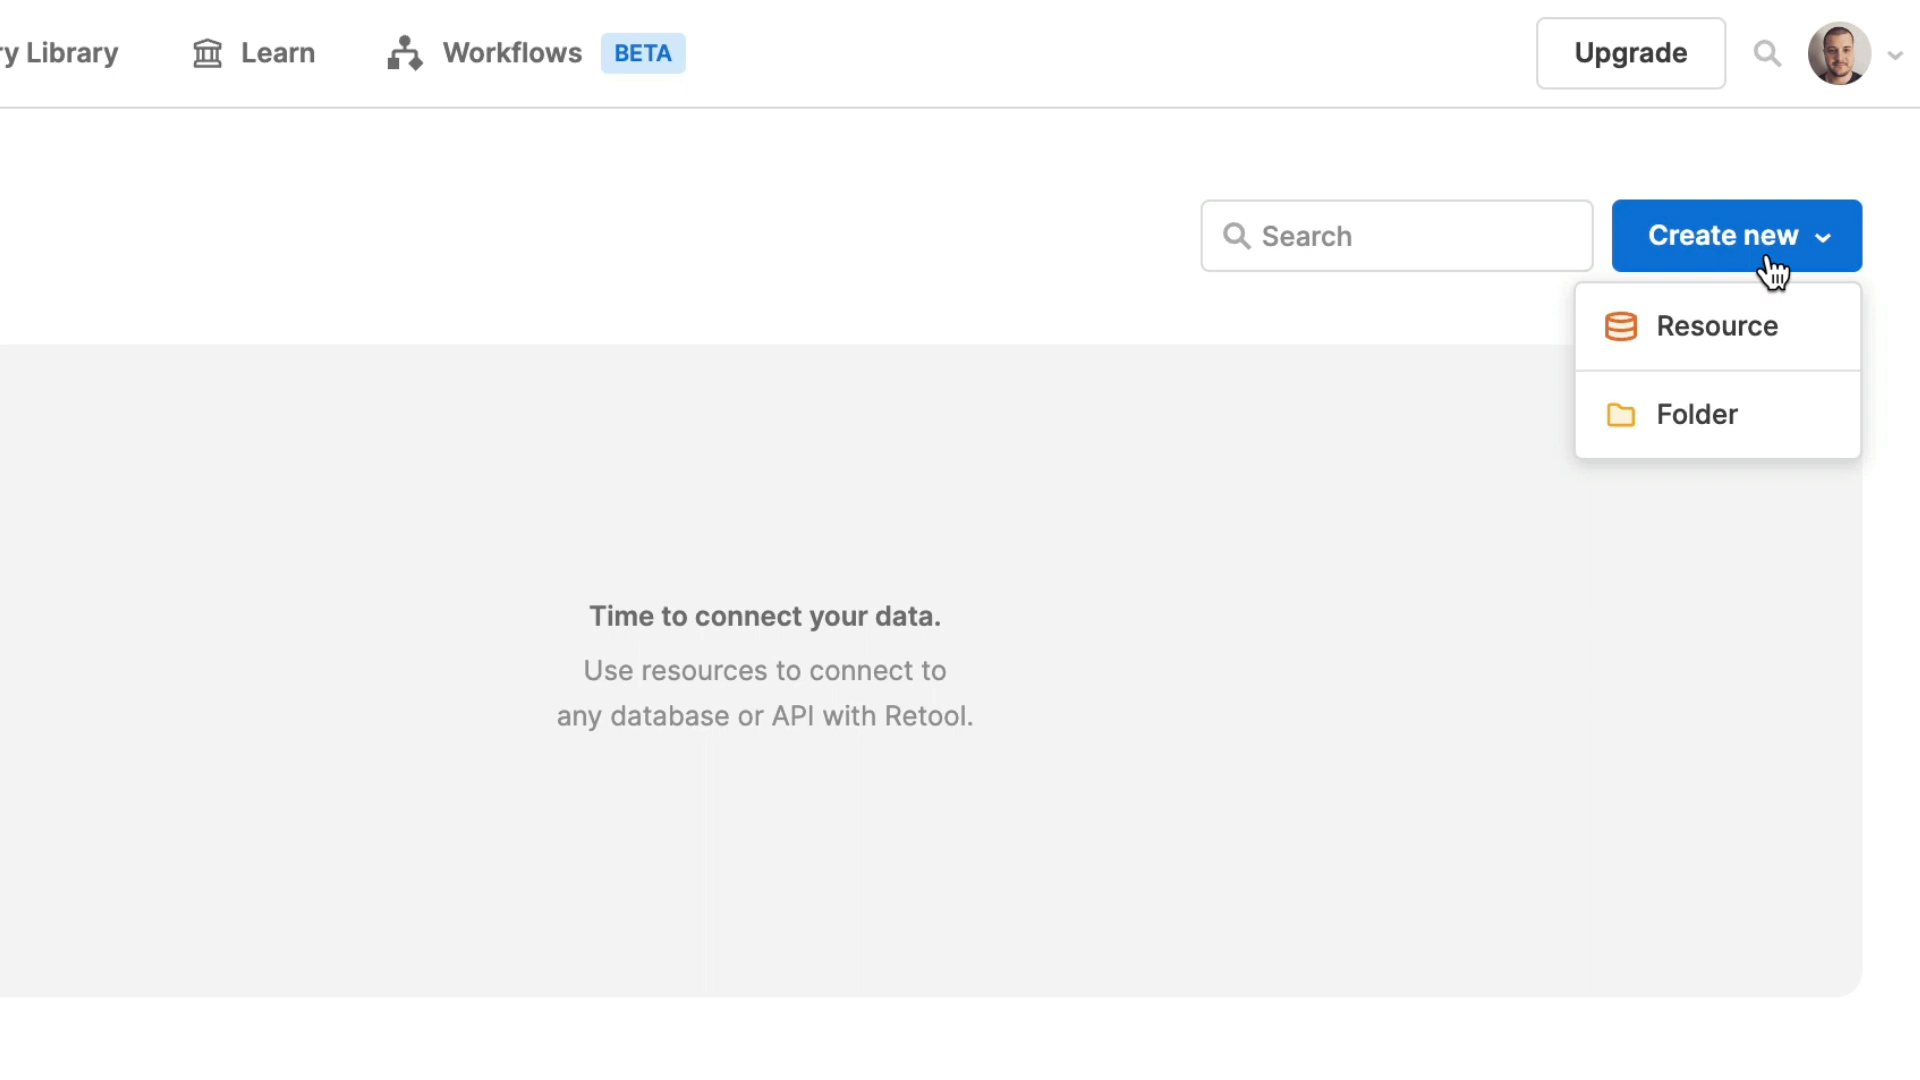 y Library
Learn
Workflows
BETA
Upgrade
Search
Create new
Resource
Folder
Time to connect your data.
Use resources to connect to
any database or API with Retool.